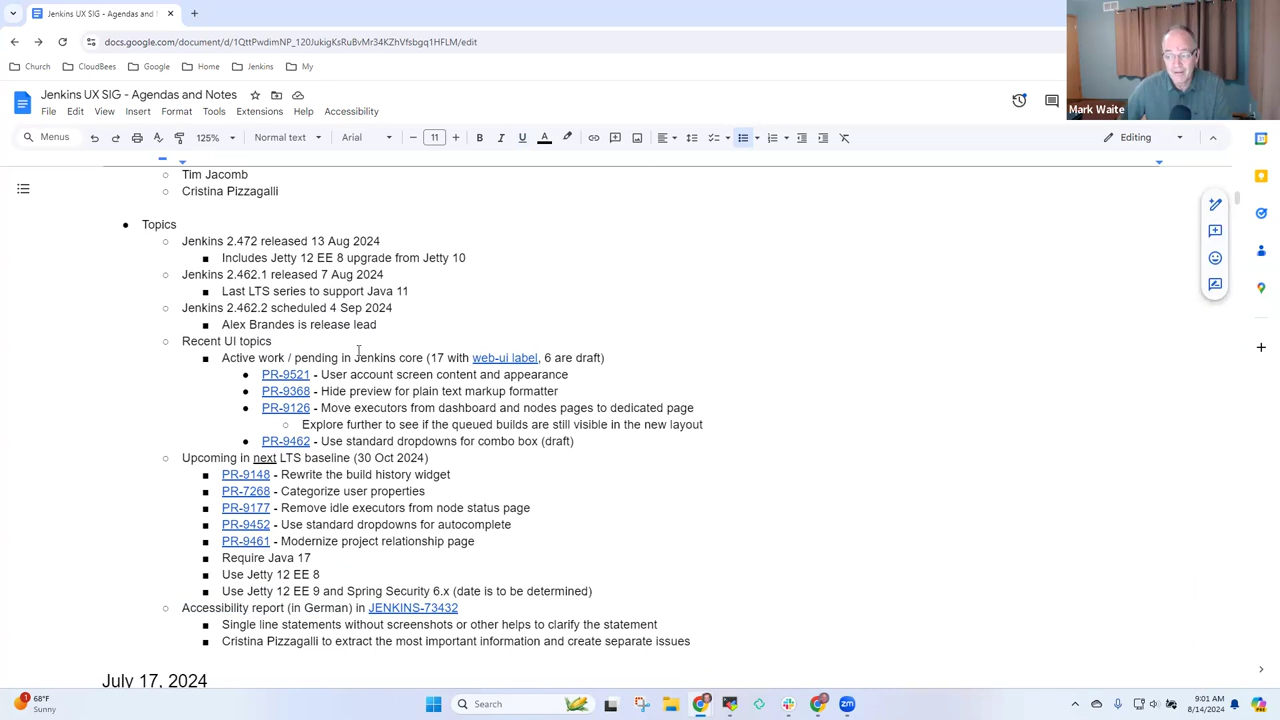 Jenkins UX SIG - Agendas and N
docs.google.com/document/d/1QttPwdimNP_120JukigKsRuBvMr34KZhVfsbgq1HFLM/edit
Church
CloudBees
Google
Home
Jenkins
My
Mark Waite
Jenkins UX SIG - Agendas and Notes
File Edit View Insert Format Tools Extensions Help Accessibility
Menus
125%
Normal text
Arial
11
Editing
Tim Jacomb
Cristina Pizzagalli
Topics
Jenkins 2.472 released 13 Aug 2024
Includes Jetty 12 EE 8 upgrade from Jetty 10
Jenkins 2.462.1 released 7 Aug 2024
Last LTS series to support Java 11
Jenkins 2.462.2 scheduled 4 Sep 2024
Alex Brandes is release lead
Recent UI topics
Active work / pending in Jenkins core (17 with web-ui label, 6 are draft)
PR-9521 - User account screen content and appearance
PR-9368 - Hide preview for plain text markup formatter
PR-9126 - Move executors from dashboard and nodes pages to dedicated page
Explore further to see if the queued builds are still visible in the new layout
PR-9462 - Use standard dropdowns for combo box (draft)
Upcoming in next LTS baseline (30 Oct 2024)
PR-9148 - Rewrite the build history widget
PR-7268 - Categorize user properties
PR-9177 - Remove idle executors from node status page
PR-9452 - Use standard dropdowns for autocomplete
PR-9461 - Modernize project relationship page
Require Java 17
Use Jetty 12 EE 8
Use Jetty 12 EE 9 and Spring Security 6.x (date is to be determined)
Accessibility report (in German) in JENKINS-73432
Single line statements without screenshots or other helps to clarify the statement
Cristina Pizzagalli to extract the most important information and create separate issues
July 17, 2024
68°F
Sunny
Search
9:01 AM
8/14/2024